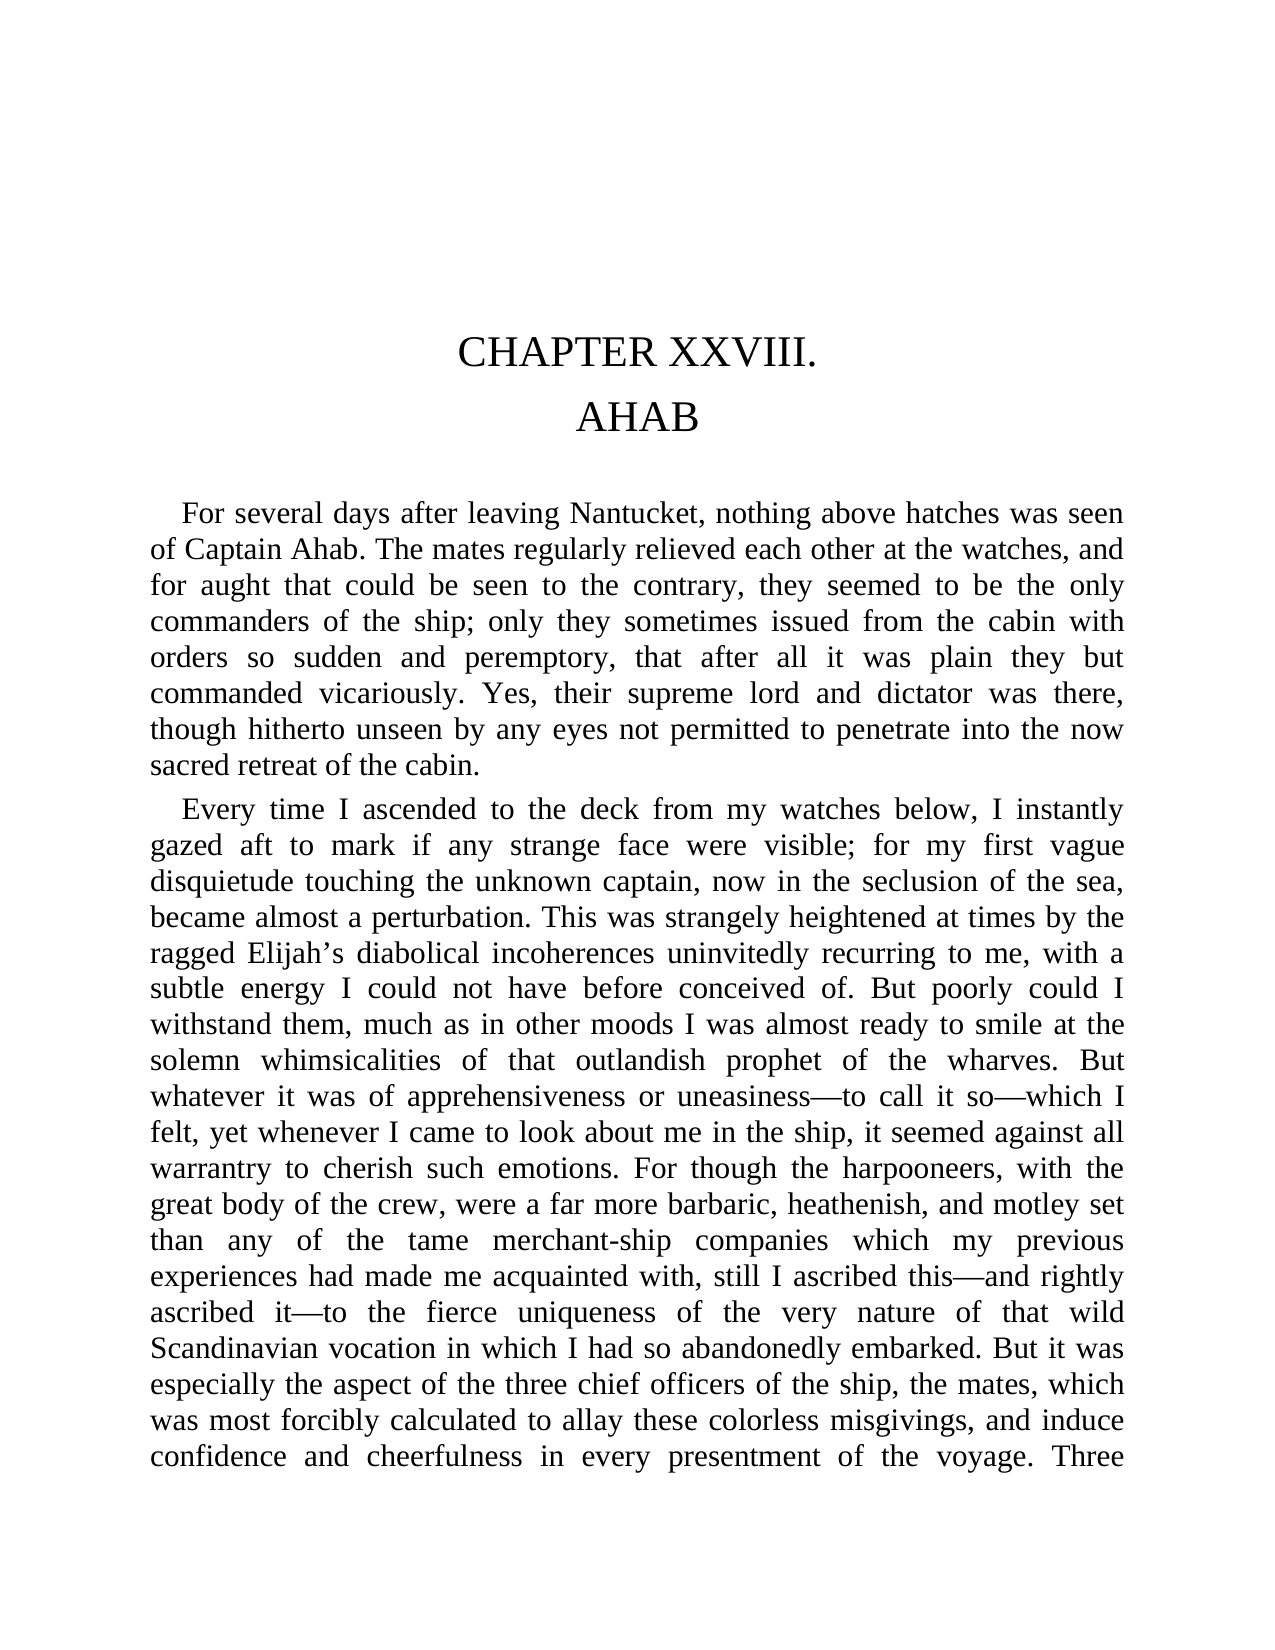 CHAPTER XXVIII.
AHAB
For several days after leaving Nantucket, nothing above hatches was seen
of Captain Ahab. The mates regularly relieved each other at the watches, and
for aught that could be seen to the contrary, they seemed to be the only
commanders of the ship; only they sometimes issued from the cabin with
orders so sudden and peremptory, that after all it was plain they but
commanded vicariously. Yes, their supreme lord and dictator was there,
though hitherto unseen by any eyes not permitted to penetrate into the now
sacred retreat of the cabin.
Every time I ascended to the deck from my watches below, I instantly
gazed aft to mark if any strange face were visible; for my first vague
disquietude touching the unknown captain, now in the seclusion of the sea,
became almost a perturbation. This was strangely heightened at times by the
ragged Elijah’s diabolical incoherences uninvitedly recurring to me, with a
subtle energy I could not have before conceived of. But poorly could I
withstand them, much as in other moods I was almost ready to smile at the
solemn whimsicalities of that outlandish prophet of the wharves. But
whatever it was of apprehensiveness or uneasiness—to call it so—which I
felt, yet whenever I came to look about me in the ship, it seemed against all
warrantry to cherish such emotions. For though the harpooneers, with the
great body of the crew, were a far more barbaric, heathenish, and motley set
than any of the tame merchant-ship companies which my previous
experiences had made me acquainted with, still I ascribed this—and rightly
ascribed it—to the fierce uniqueness of the very nature of that wild
Scandinavian vocation in which I had so abandonedly embarked. But it was
especially the aspect of the three chief officers of the ship, the mates, which
was most forcibly calculated to allay these colorless misgivings, and induce
confidence and cheerfulness in every presentment of the voyage. Three